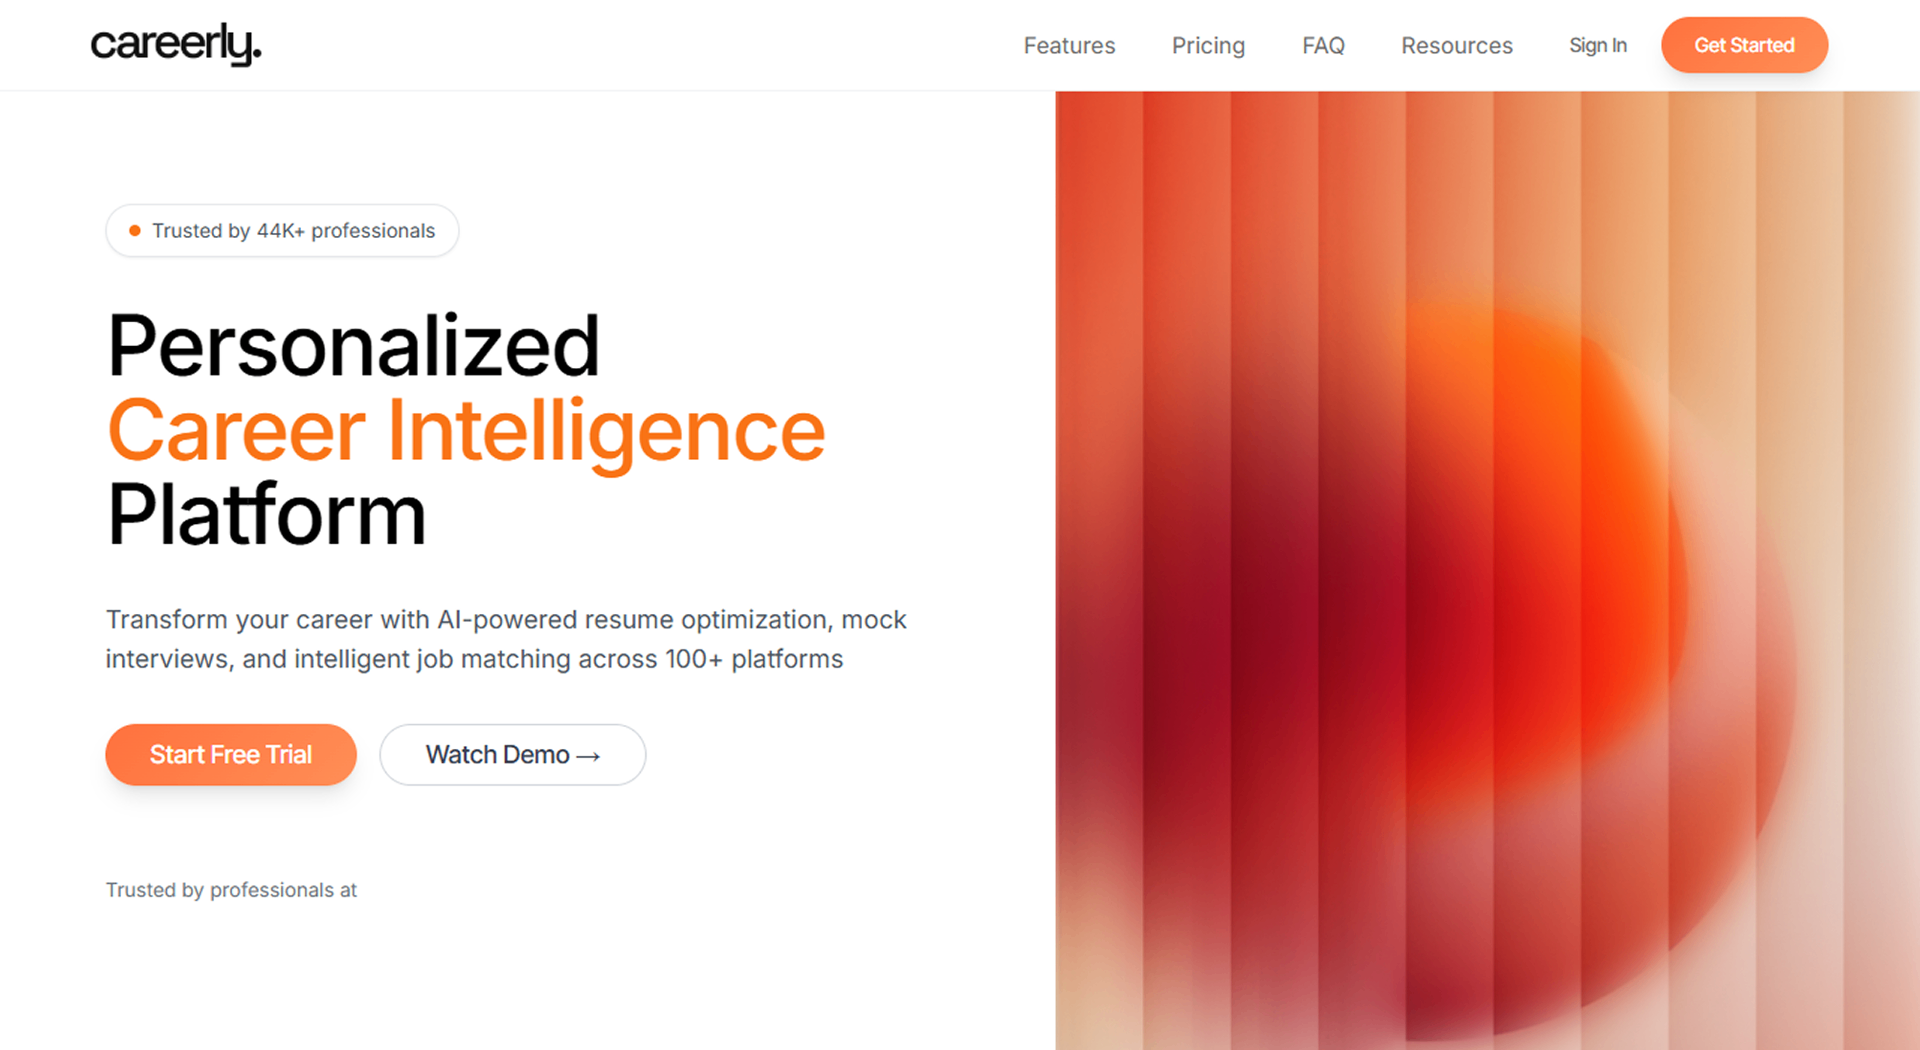 careerly.
Features
Pricing
FAQ
Resources
Sign In
Get Started
Trusted by 44K+ professionals
Personalized
Career Intelligence
Platform
Transform your career with AI-powered resume optimization, mock
interviews, and intelligent job matching across 100+ platforms
Start Free Trial
Watch Demo →
Trusted by professionals at